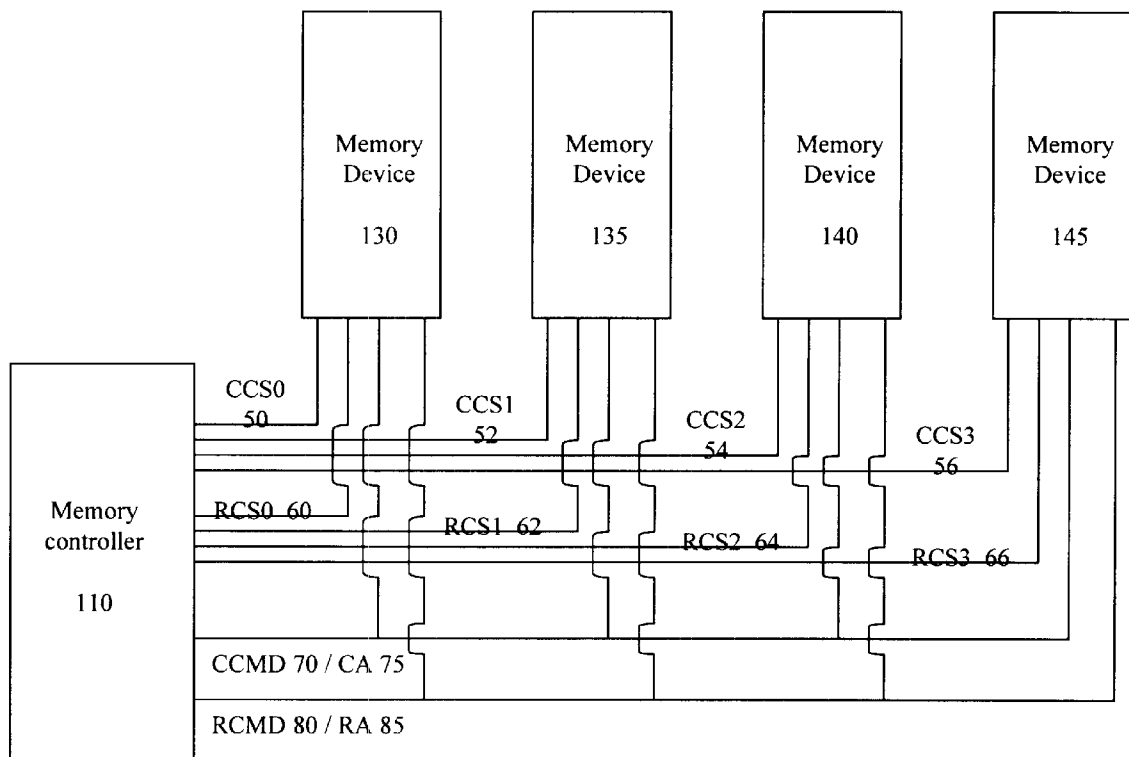 Memory
Device
130
Memory
Device
135
Memory
Device
140
Memory
Device
145
CCS0
50
CCS1
52
CCS2
54
CCS3
56
RCS0 60
RCS1 62
RCS2 64
RCS3 66
Memory
controller
110
CCMD 70 / CA 75
RCMD 80 / RA 85